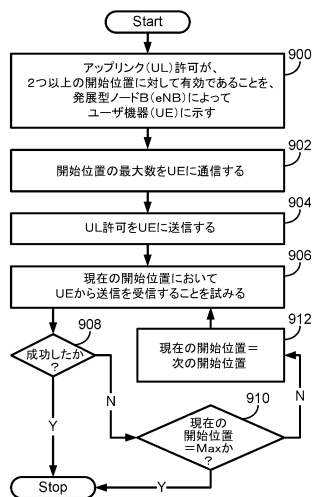 Start
900
アップリンク（UL）許可が、
2つ以上の開始位置に対して有効であることを、
発展型ノードB（eNB）によって
ユーザ機器（UE）に示す
902
開始位置の最大数をUEに通信する
904
UL許可をUEに送信する
906
現在の開始位置において
UEから送信を受信することを試みる
908
成功したか
？
912
現在の開始位置＝
次の開始位置
N
Y
910
現在の
開始位置
＝Maxか
？
N
Y
Stop